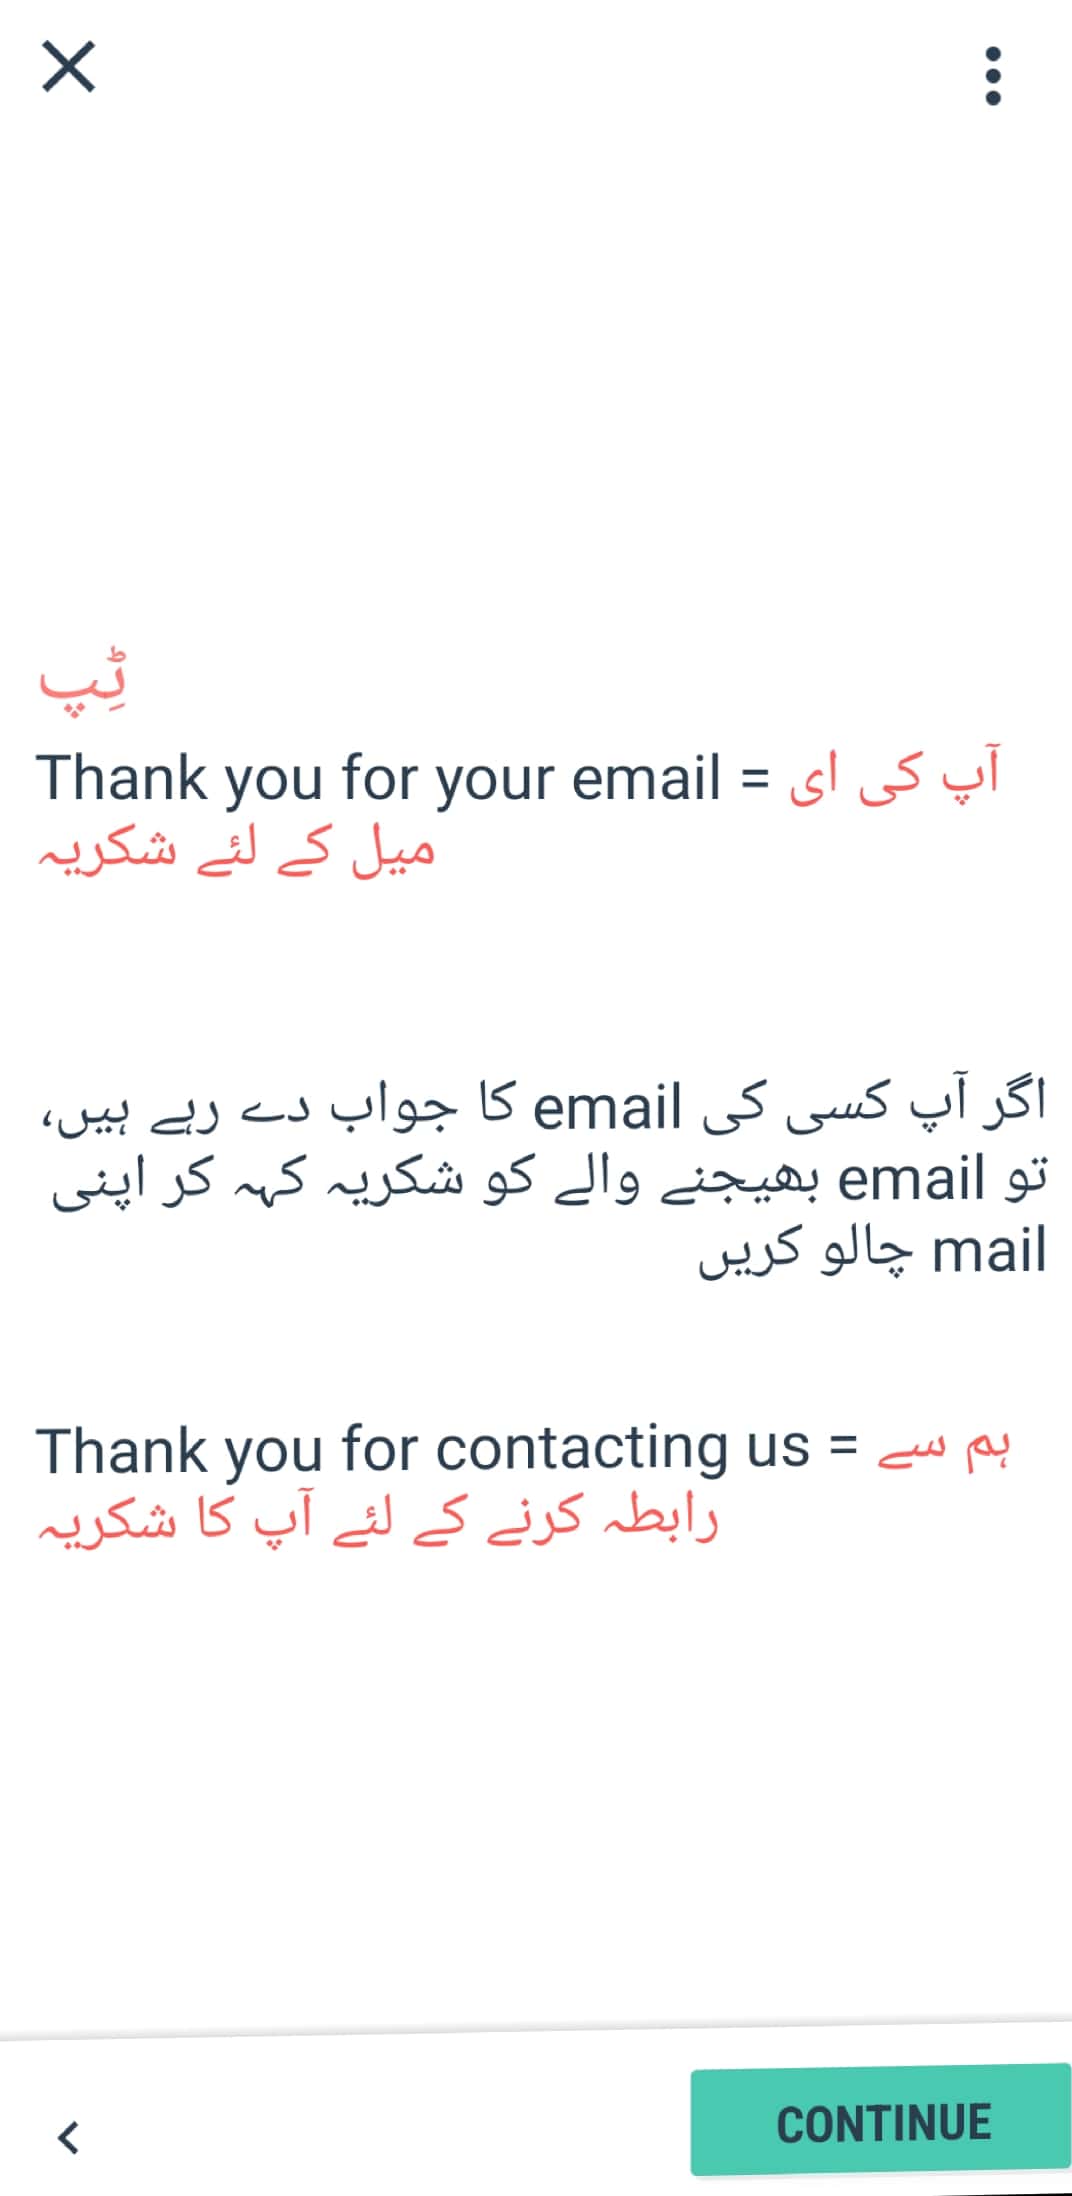 ٹِپ
Thank you for your email = آپ کی ای
میل کے لئے شکریہ
اگر آپ کسی کی email کا جواب دے رہے ہیں،
تو email بھیجنے والے کو شکریہ کہہ کر اپنی
mail چالو کریں
Thank you for contacting us = ہم سے
رابطہ کرنے کے لئے آپ کا شکریہ
CONTINUE